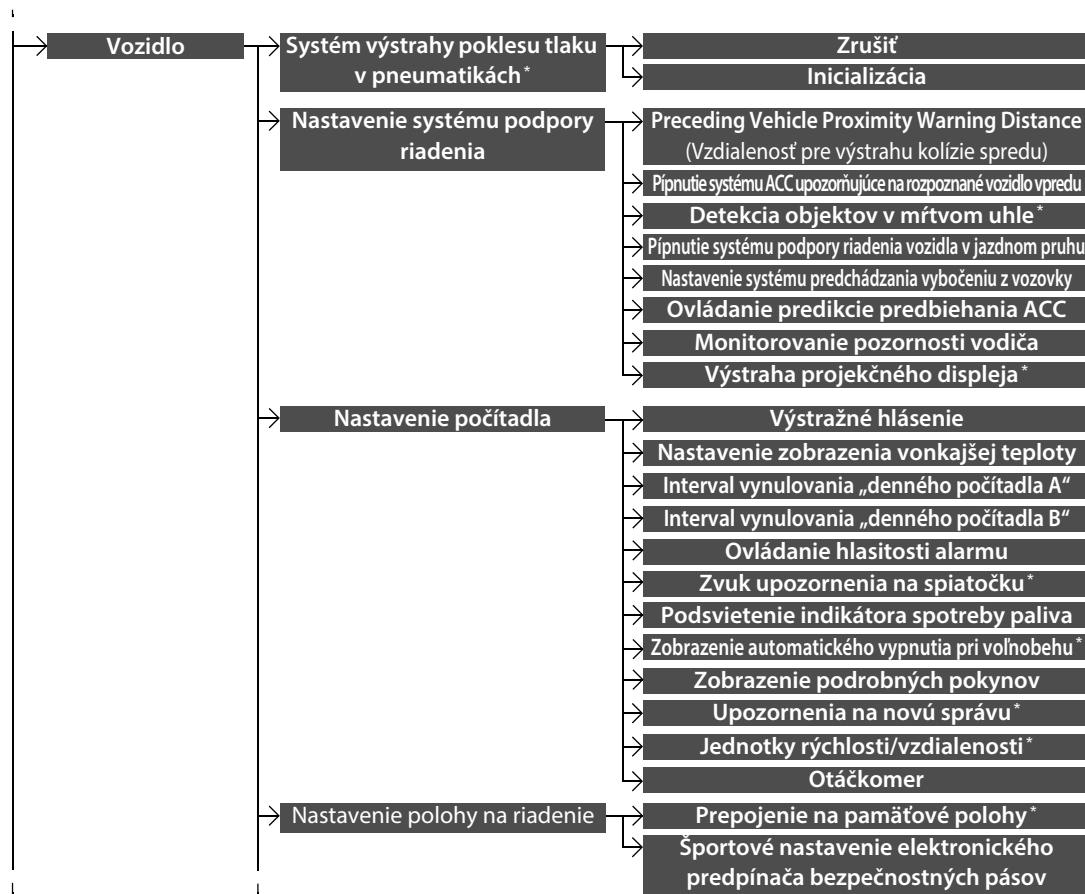 Vozidlo
Systém výstrahy poklesu tlaku
v pneumatikách*
Zrušiť
Inicializácia
Nastavenie systému podpory
riadenia
Preceding Vehicle Proximity Warning Distance
(Vzdialenosť pre výstrahu kolízie spredu)
Pípnutie systému ACC upozorňujúce na rozpoznané vozidlo vpredu
Detekcia objektov v mŕtvom uhle*
Pípnutie systému podpory riadenia vozidla v jazdnom pruhu
Nastavenie systému predchádzania vybočeniu z vozovky
Ovládanie predikcie predbiehania ACC
Monitorovanie pozornosti vodiča
Výstraha projekčného displeja*
Nastavenie počítadla
Výstražné hlásenie
Nastavenie zobrazenia vonkajšej teploty
Interval vynulovania „denného počítadla A“
Interval vynulovania „denného počítadla B“
Ovládanie hlasitosti alarmu
Zvuk upozornenia na spiatočku*
Podsvietenie indikátora spotreby paliva
Zobrazenie automatického vypnutia pri voľnobehu*
Zobrazenie podrobných pokynov
Upozornenia na novú správu*
Jednotky rýchlosti/vzdialenosti*
Otáčkomer
Nastavenie polohy na riadenie
Prepojenie na pamäťové polohy*
Športové nastavenie elektronického
predpínača bezpečnostných pásov